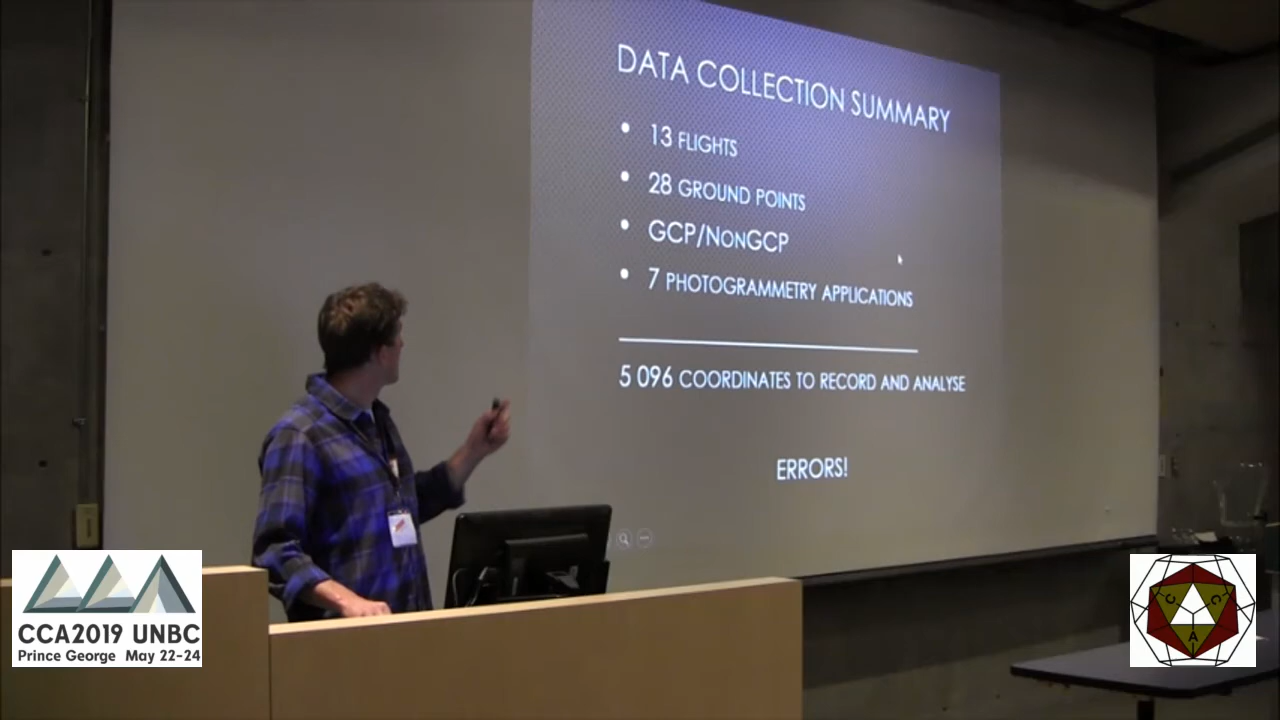 DATA COLLECTION SUMMARY
• 13 FLIGHTS
• 28 GROUND POINTS
• GCP/NONGCP
• 7 PHOTOGRAMMETRY APPLICATIONS
5 096 COORDINATES TO RECORD AND ANALYSE
ERRORS!
CCA2019 UNBC
Prince George May 22-24
C C
A